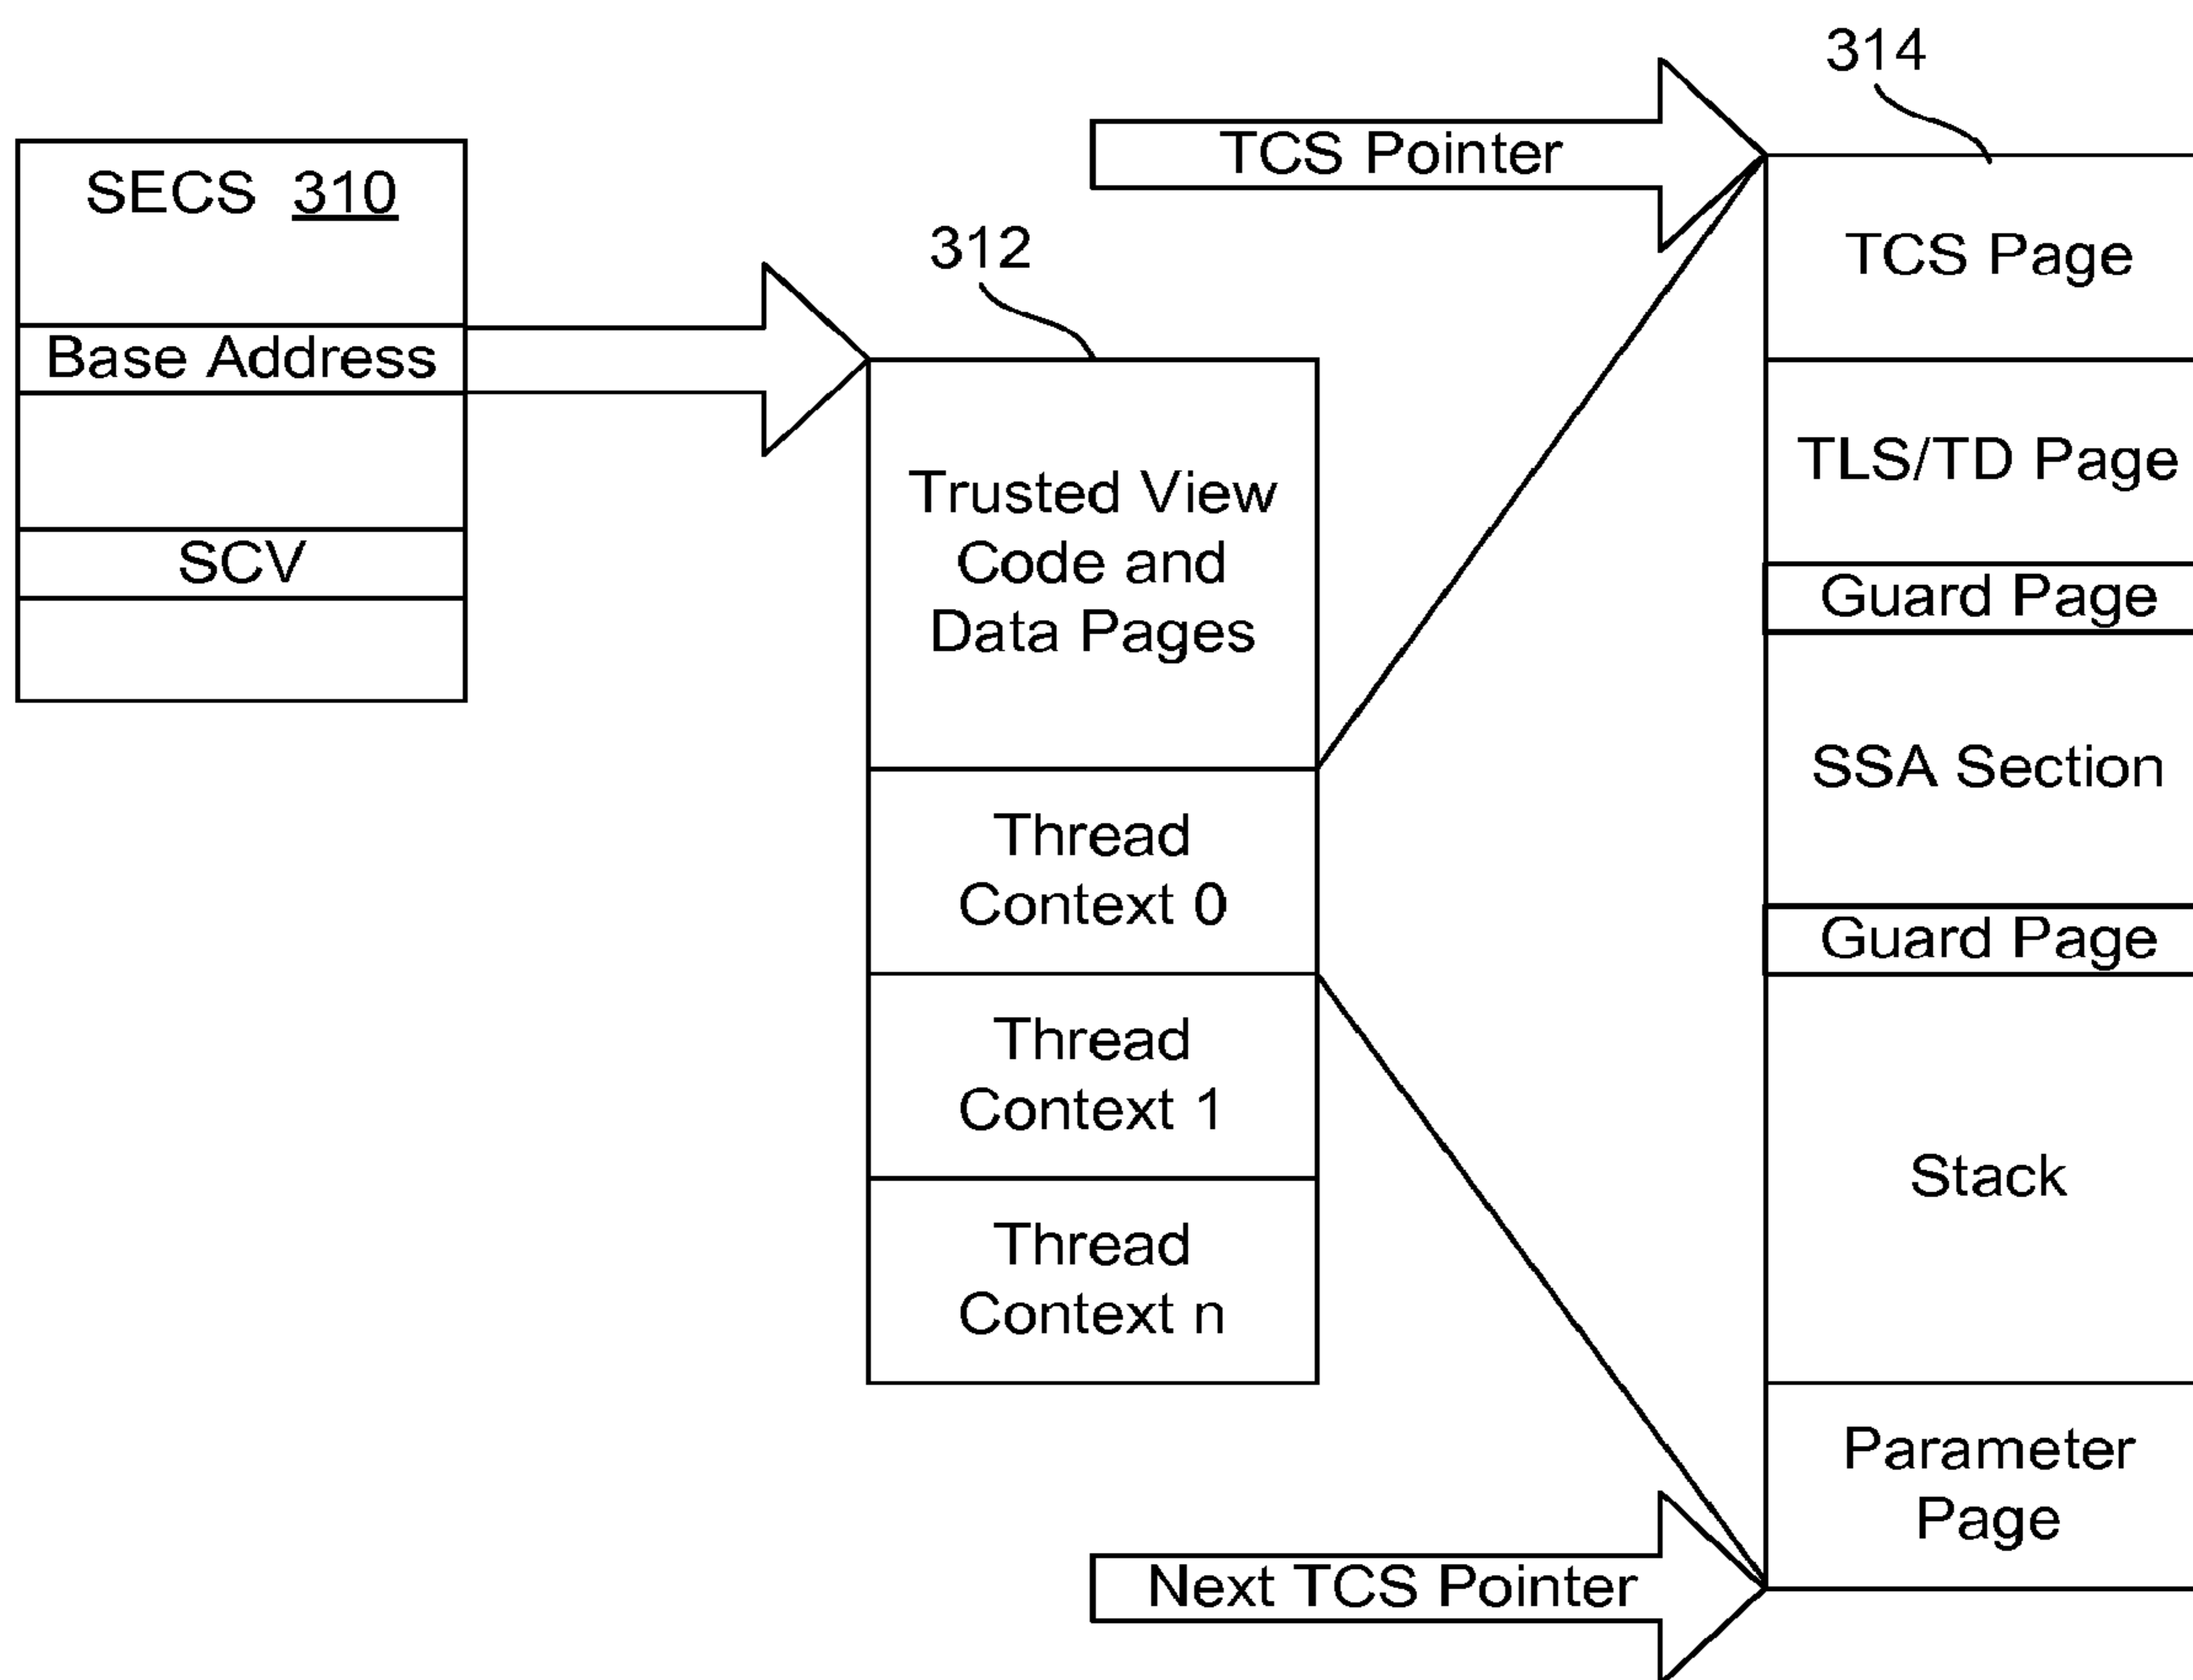 SECS 310
Base Address
SCV
312
Trusted View
Code and
Data Pages
Thread
Context 0
Thread
Context 1
Thread
Context n
TCS Pointer
Next TCS Pointer
314
TCS Page
TLS/TD Page
Guard Page
SSA Section
Guard Page
Stack
Parameter
Page